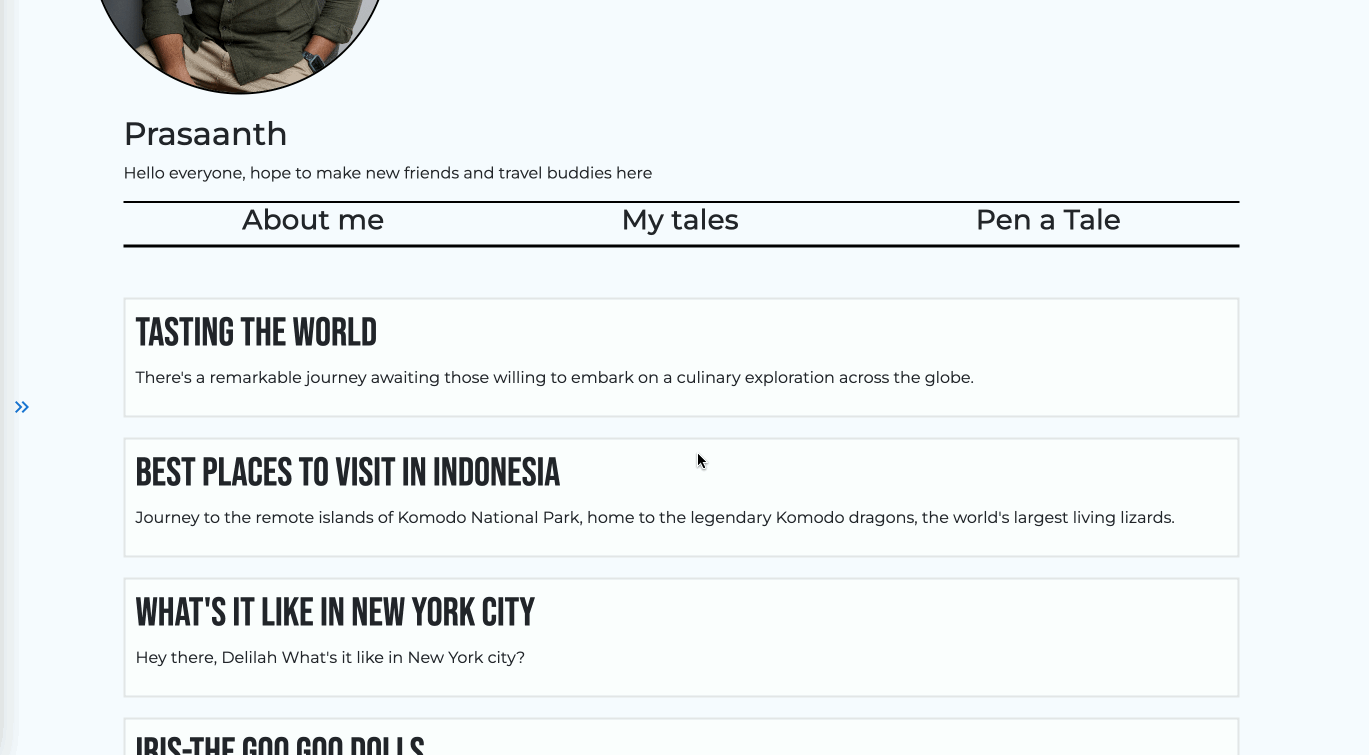 Prasaanth
Hello everyone, hope to make new friends and travel buddies here
About me
My tales
Pen a Tale
TASTING THE WORLD
There's a remarkable journey awaiting those willing to embark on a culinary exploration across the globe.
BEST PLACES TO VISIT IN INDONESIA
Journey to the remote islands of Komodo National Park, home to the legendary Komodo dragons, the world's largest living lizards.
WHAT'S IT LIKE IN NEW YORK CITY
Hey there, Delilah What's it like in New York city?
IRIS-THE GOO GOO DOLLS